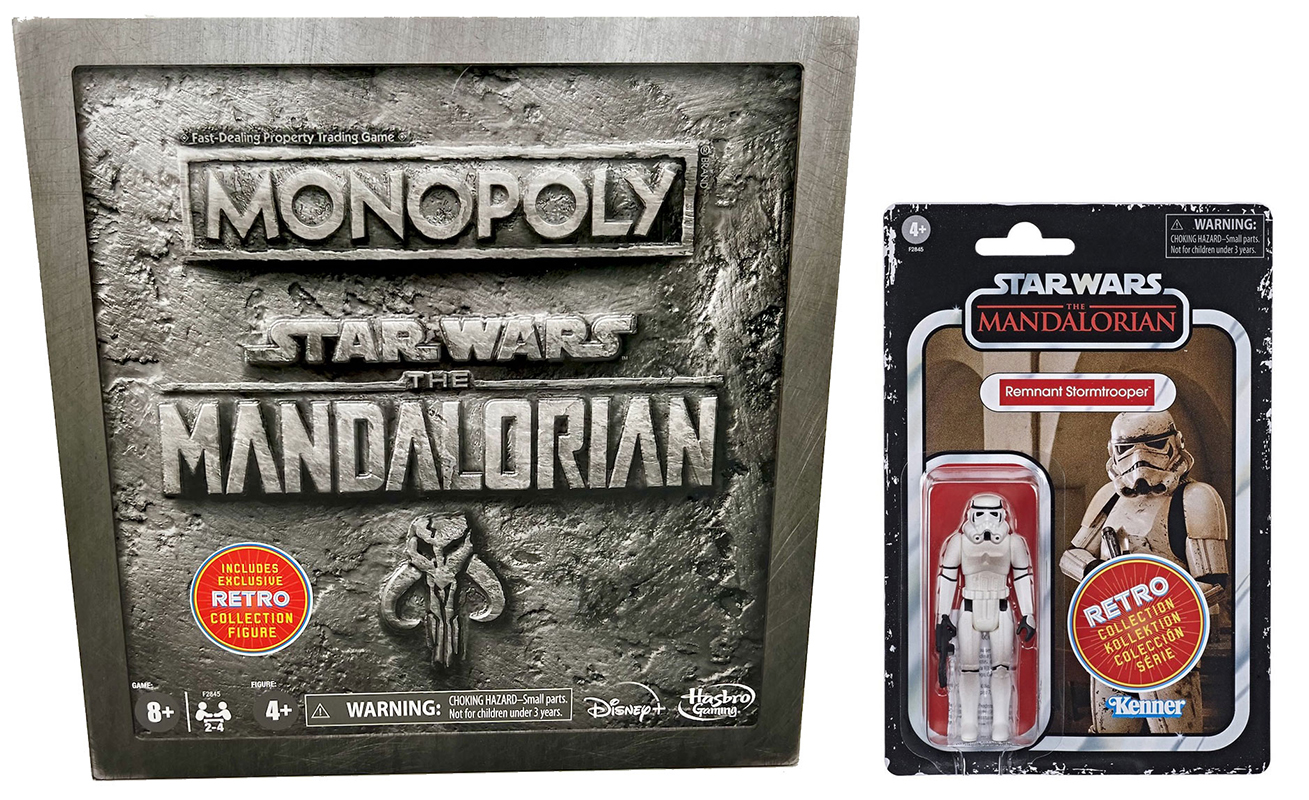 Fast-Dealing Property Trading Game
MONOPOLY
© BRAND
STAR WARS
THE
MANDALORIAN
INCLUDES
EXCLUSIVE
RETRO
COLLECTION
FIGURE
GAME:
8+
F2845
2-4
FIGURE:
4+
WARNING:
CHOKING HAZARD–Small parts.
Not for children under 3 years.
Disney+
Hasbro
Gaming
4+
F2845
WARNING:
CHOKING HAZARD–Small parts.
Not for children under 3 years.
STAR WARS
THE
MANDALORIAN
Remnant Stormtrooper™
RETRO
COLLECTION
KOLLEKTION
COLECCIÓN
SÉRIE
Kenner